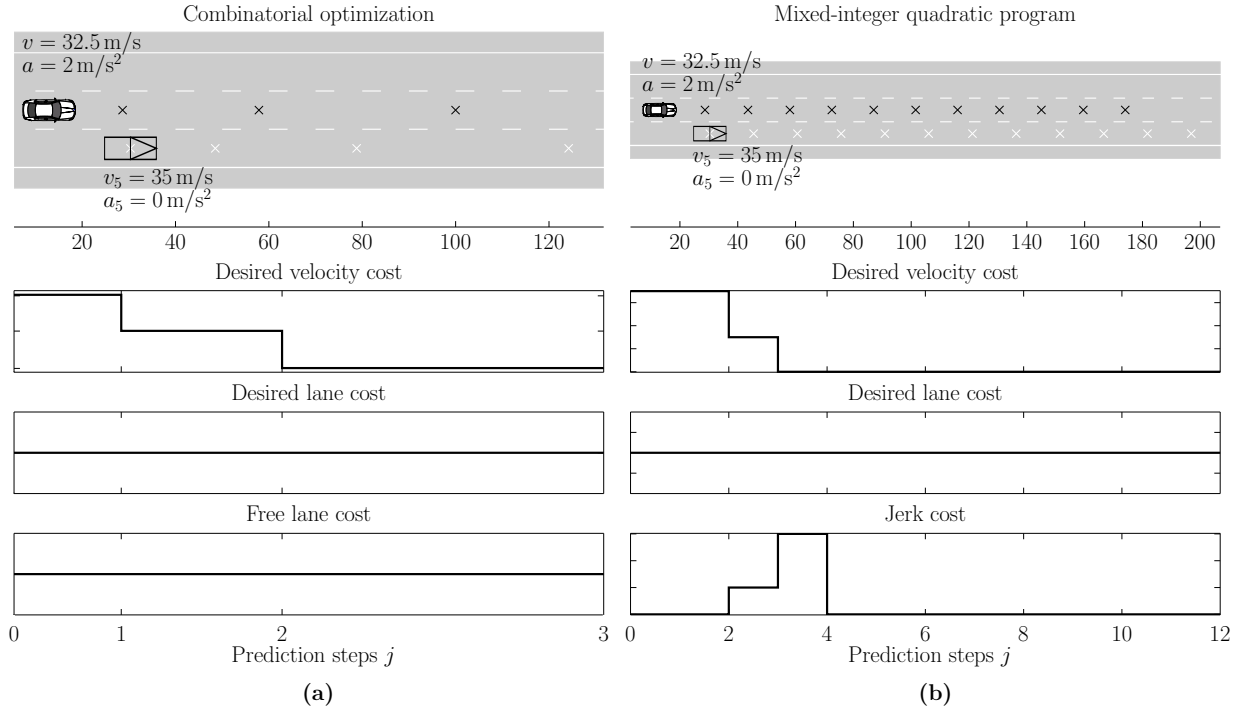 Combinatorial optimization
v = 32.5 m/s
a = 2 m/s²
v₅ = 35 m/s
a₅ = 0 m/s²
20 40 60 80 100 120
Desired velocity cost
Desired lane cost
Free lane cost
0 1 2 3
Prediction steps j
(a)
Mixed-integer quadratic program
v = 32.5 m/s
a = 2 m/s²
v₅ = 35 m/s
a₅ = 0 m/s²
20 40 60 80 100 120 140 160 180 200
Desired velocity cost
Desired lane cost
Jerk cost
0 2 4 6 8 10 12
Prediction steps j
(b)